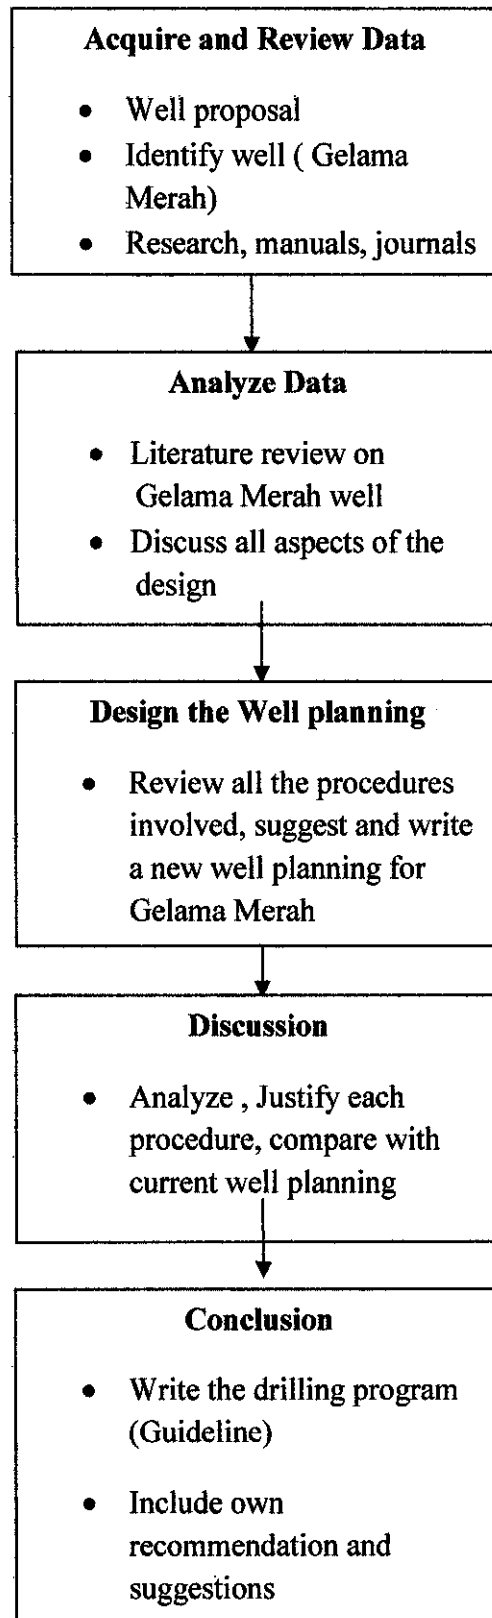 Acquire and Review Data
• Well proposal
• Identify well ( Gelama
Merah)
• Research, manuals, journals
Analyze Data
• Literature review on
Gelama Merah well
• Discuss all aspects of the
design
Design the Well planning
• Review all the procedures
involved, suggest and write
a new well planning for
Gelama Merah
Discussion
• Analyze , Justify each
procedure, compare with
current well planning
Conclusion
• Write the drilling program
(Guideline)
• Include own
recommendation and
suggestions